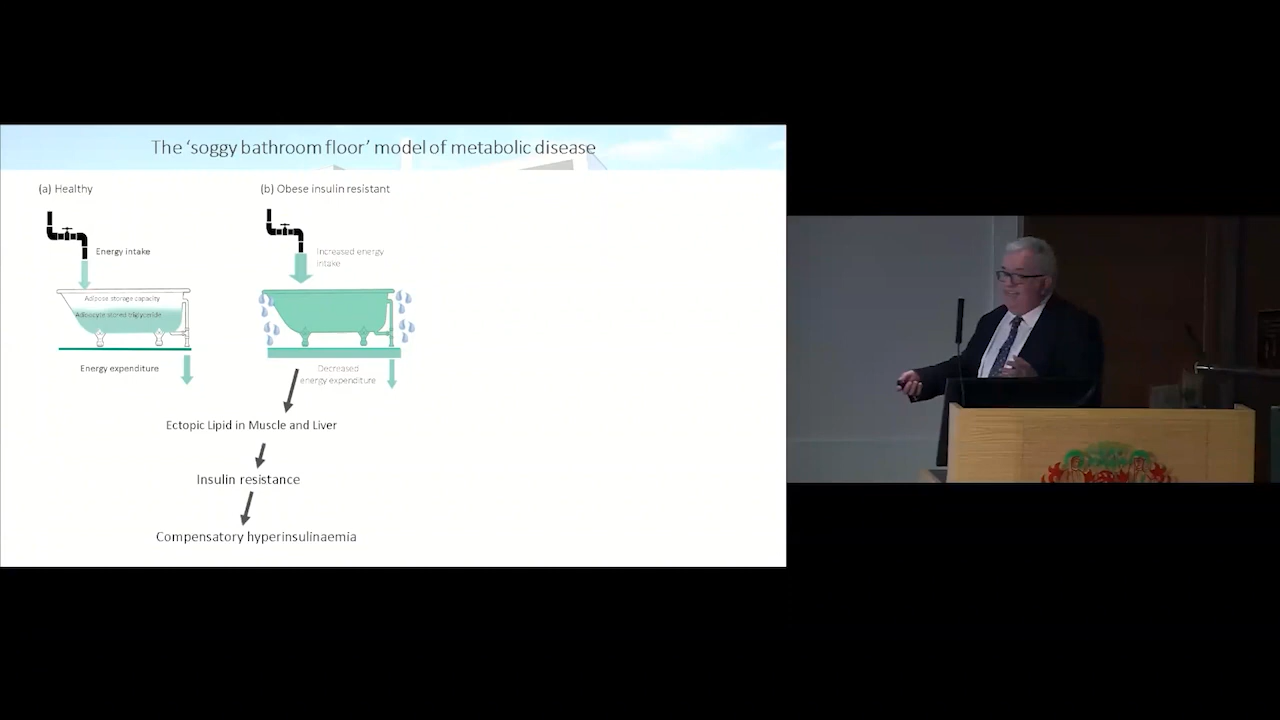 The ‘soggy bathroom floor’ model of metabolic disease
(a) Healthy
(b) Obese insulin resistant
Energy intake
Increased energy
intake
Adipose storage capacity
Adipocyte stored triglyceride
Energy expenditure
Decreased
energy expenditure
Ectopic Lipid in Muscle and Liver
Insulin resistance
Compensatory hyperinsulinaemia